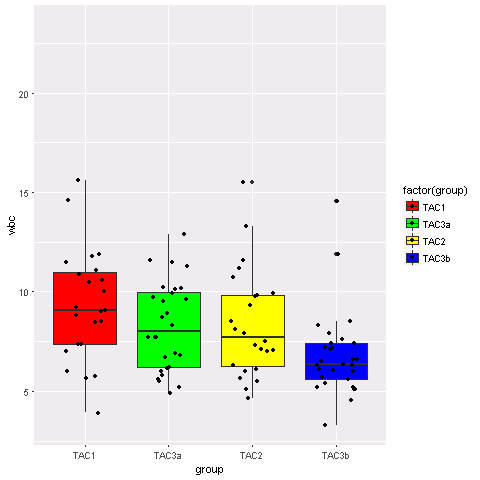 wbc
20
15
10
5
TAC1 TAC3a TAC2 TAC3b
group
factor(group)
TAC1
TAC3a
TAC2
TAC3b